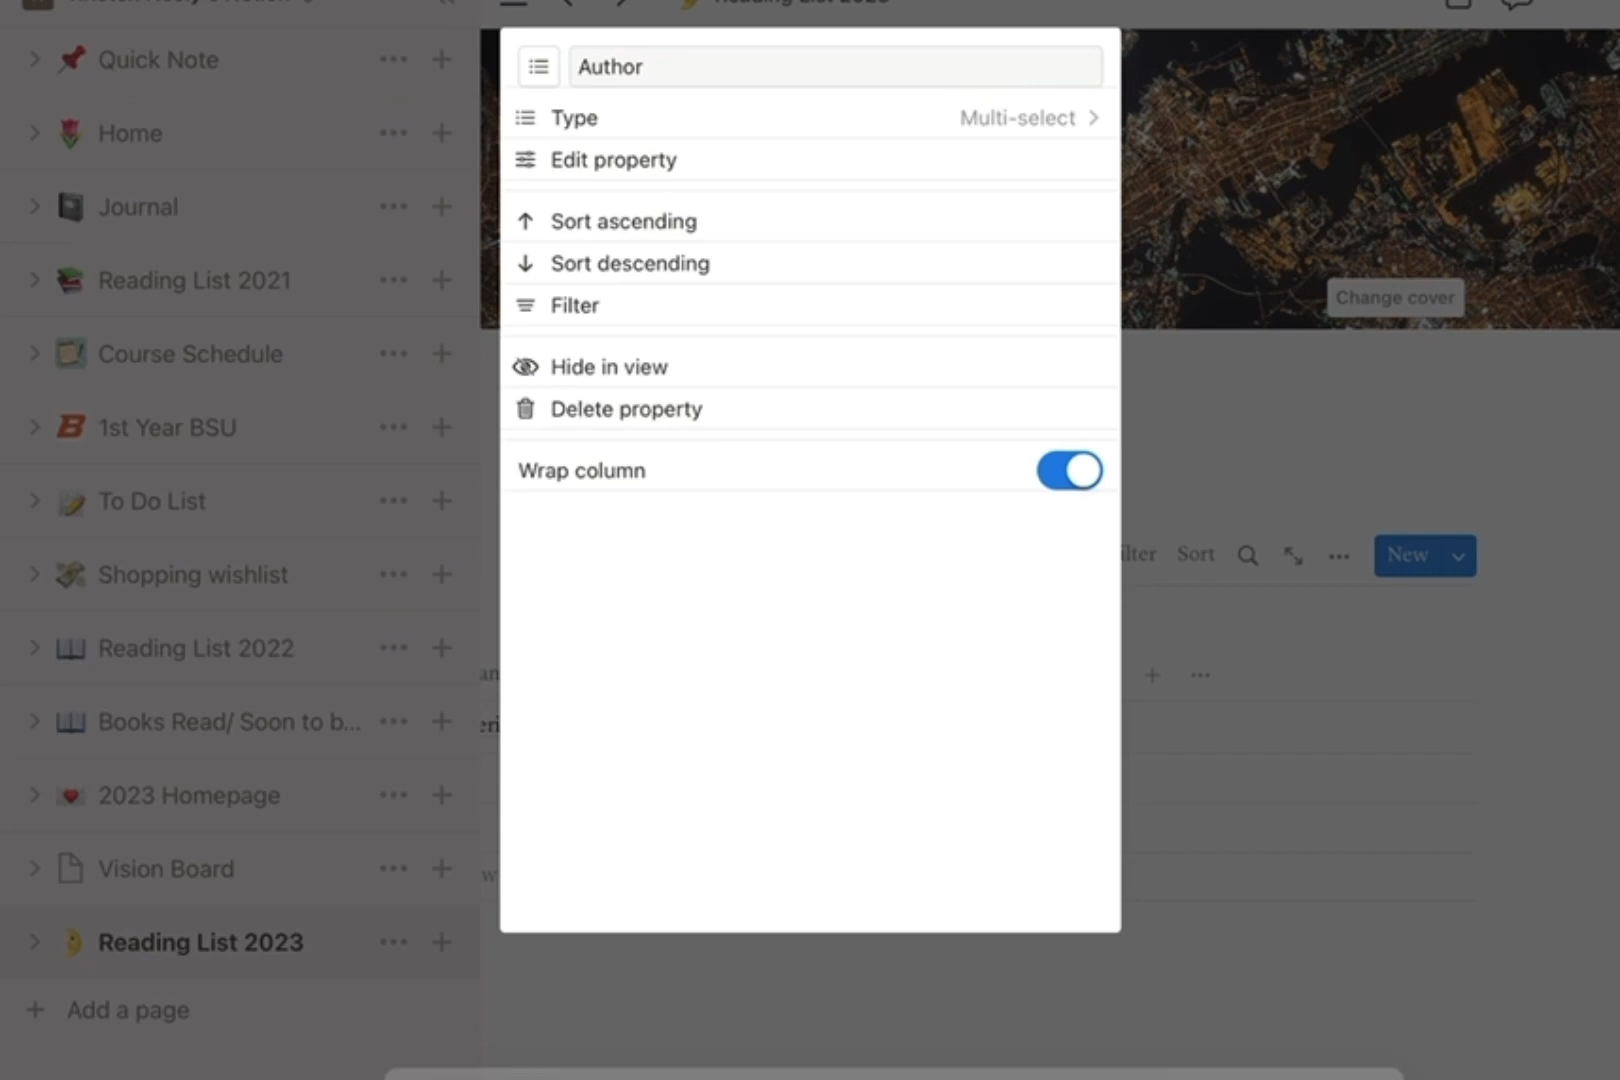 Quick Note
Home
Journal
Reading List 2021
Course Schedule
1st Year BSU
To Do List
Shopping wishlist
Reading List 2022
Books Read/ Soon to b...
2023 Homepage
Vision Board
Reading List 2023
Add a page
Author
Type
Multi-select
Edit property
Sort ascending
Sort descending
Filter
Hide in view
Delete property
Wrap column
Change cover
Sort
New